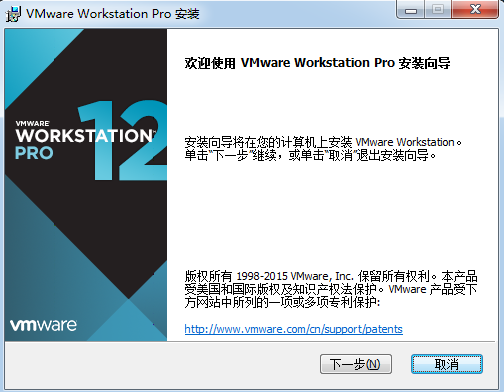 VMware Workstation Pro 安装
欢迎使用 VMware Workstation Pro 安装向导
VMWARE
WORKSTATION
PRO
12
安装向导将在您的计算机上安装 VMware Workstation。
单击“下一步”继续，或单击“取消”退出安装向导。
版权所有 1998-2015 VMware, Inc. 保留所有权利。本产品
受美国和国际版权及知识产权法保护。VMware 产品受下
方网站中所列的一项或多项专利保护:
http://www.vmware.com/cn/support/patents
vmware
下一步(N)
取消